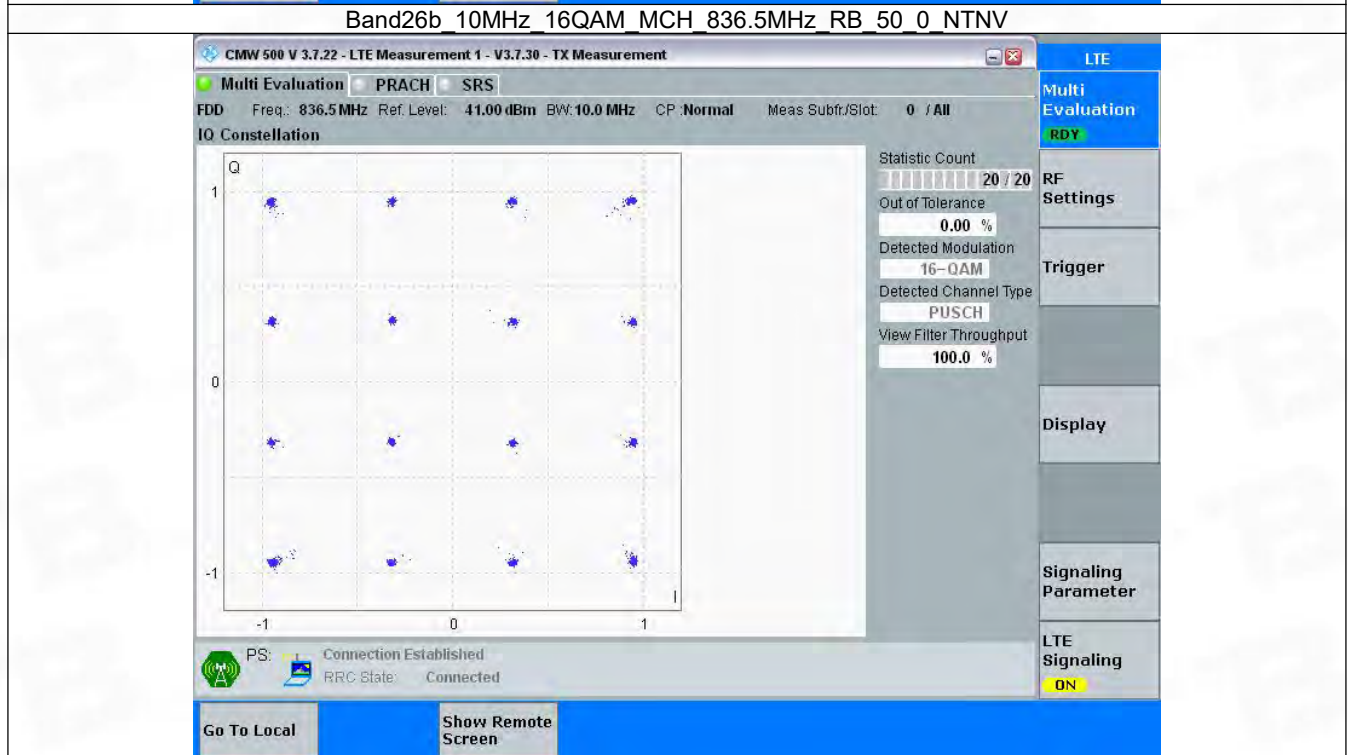 Band26b_10MHz_16QAM_MCH_836.5MHz_RB_50_0_NTNV
CMW 500 V 3.7.22 - LTE Measurement 1 - V3.7.30 - TX Measurement
LTE
Multi Evaluation PRACH SRS
Multi Evaluation
RDY
FDD Freq.: 836.5 MHz Ref. Level: 41.00 dBm BW: 10.0 MHz CP :Normal Meas Subfr./Slot: 0 / All
IQ Constellation
Q
1
0
-1
I
-1 0 1
Statistic Count
20 / 20
Out of Tolerance
0.00 %
Detected Modulation
16-QAM
Detected Channel Type
PUSCH
View Filter Throughput
100.0 %
RF
Settings
Trigger
Display
Signaling
Parameter
LTE
Signaling
ON
PS: Connection Established
RRC State: Connected
Go To Local
Show Remote
Screen